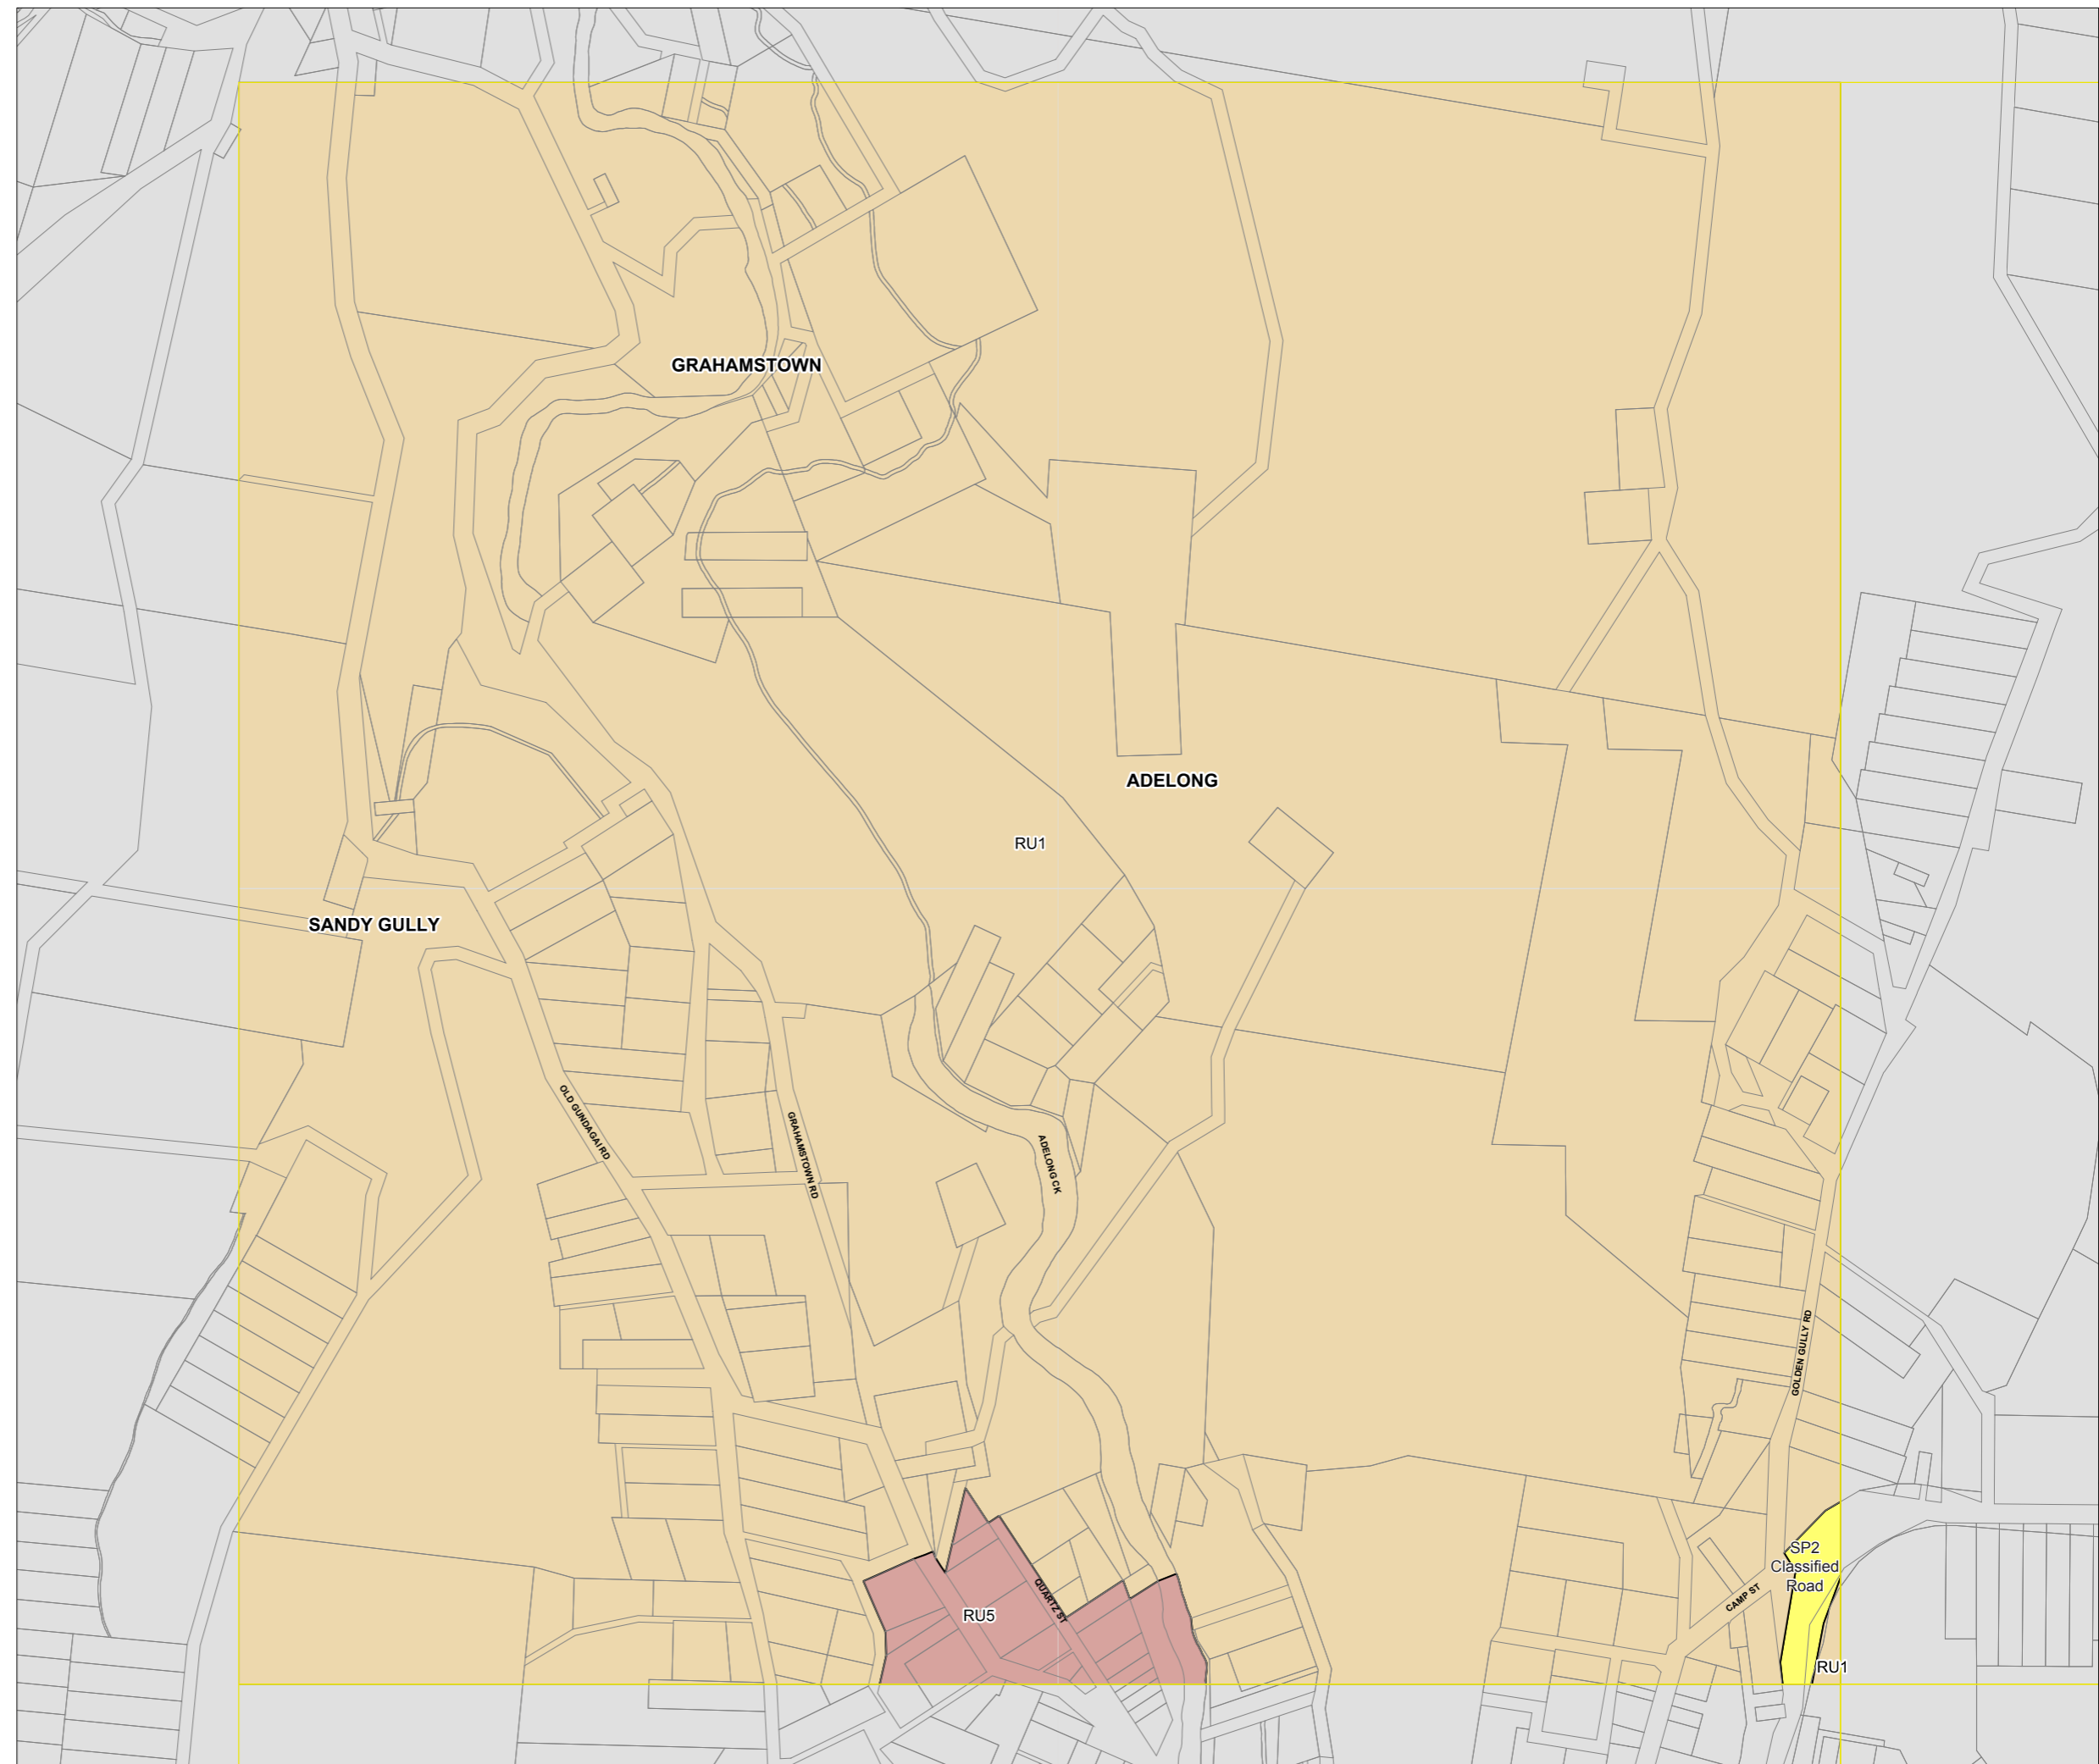 GRAHAMSTOWN
ADELONG
RU1
SANDY GULLY
OLD GUNDAGAI RD
GRAHAMSTOWN RD
ADELONG CK
GOLDEN GULLY RD
SP2
Classified
Road
QUARTZ ST
CAMP ST
RU5
RU1